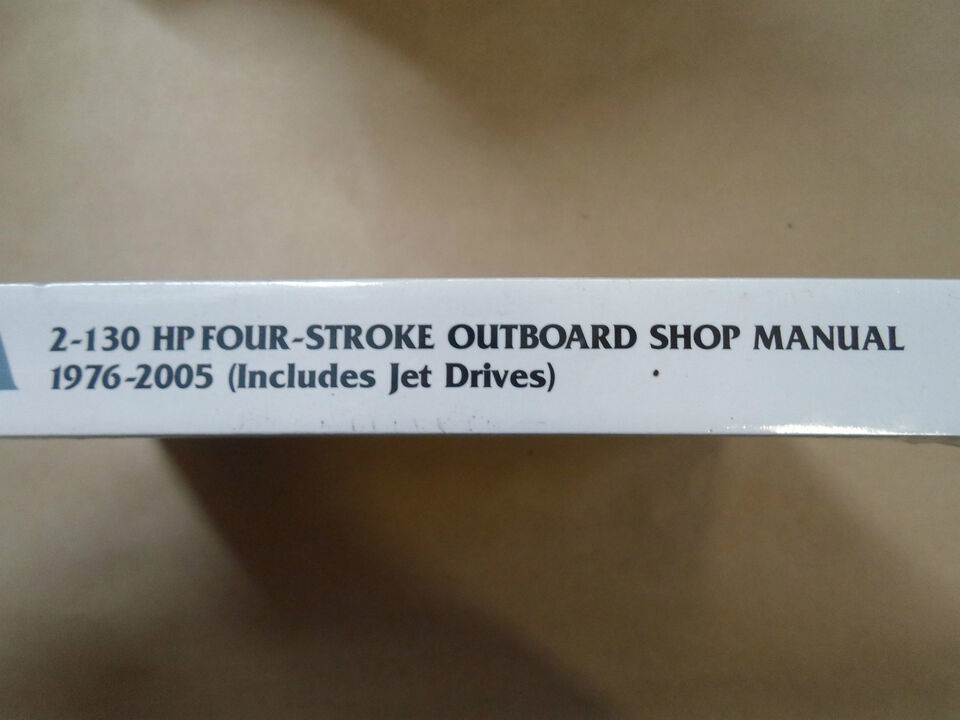 2-130 HP FOUR-STROKE OUTBOARD SHOP MANUAL
1976-2005 (Includes Jet Drives)